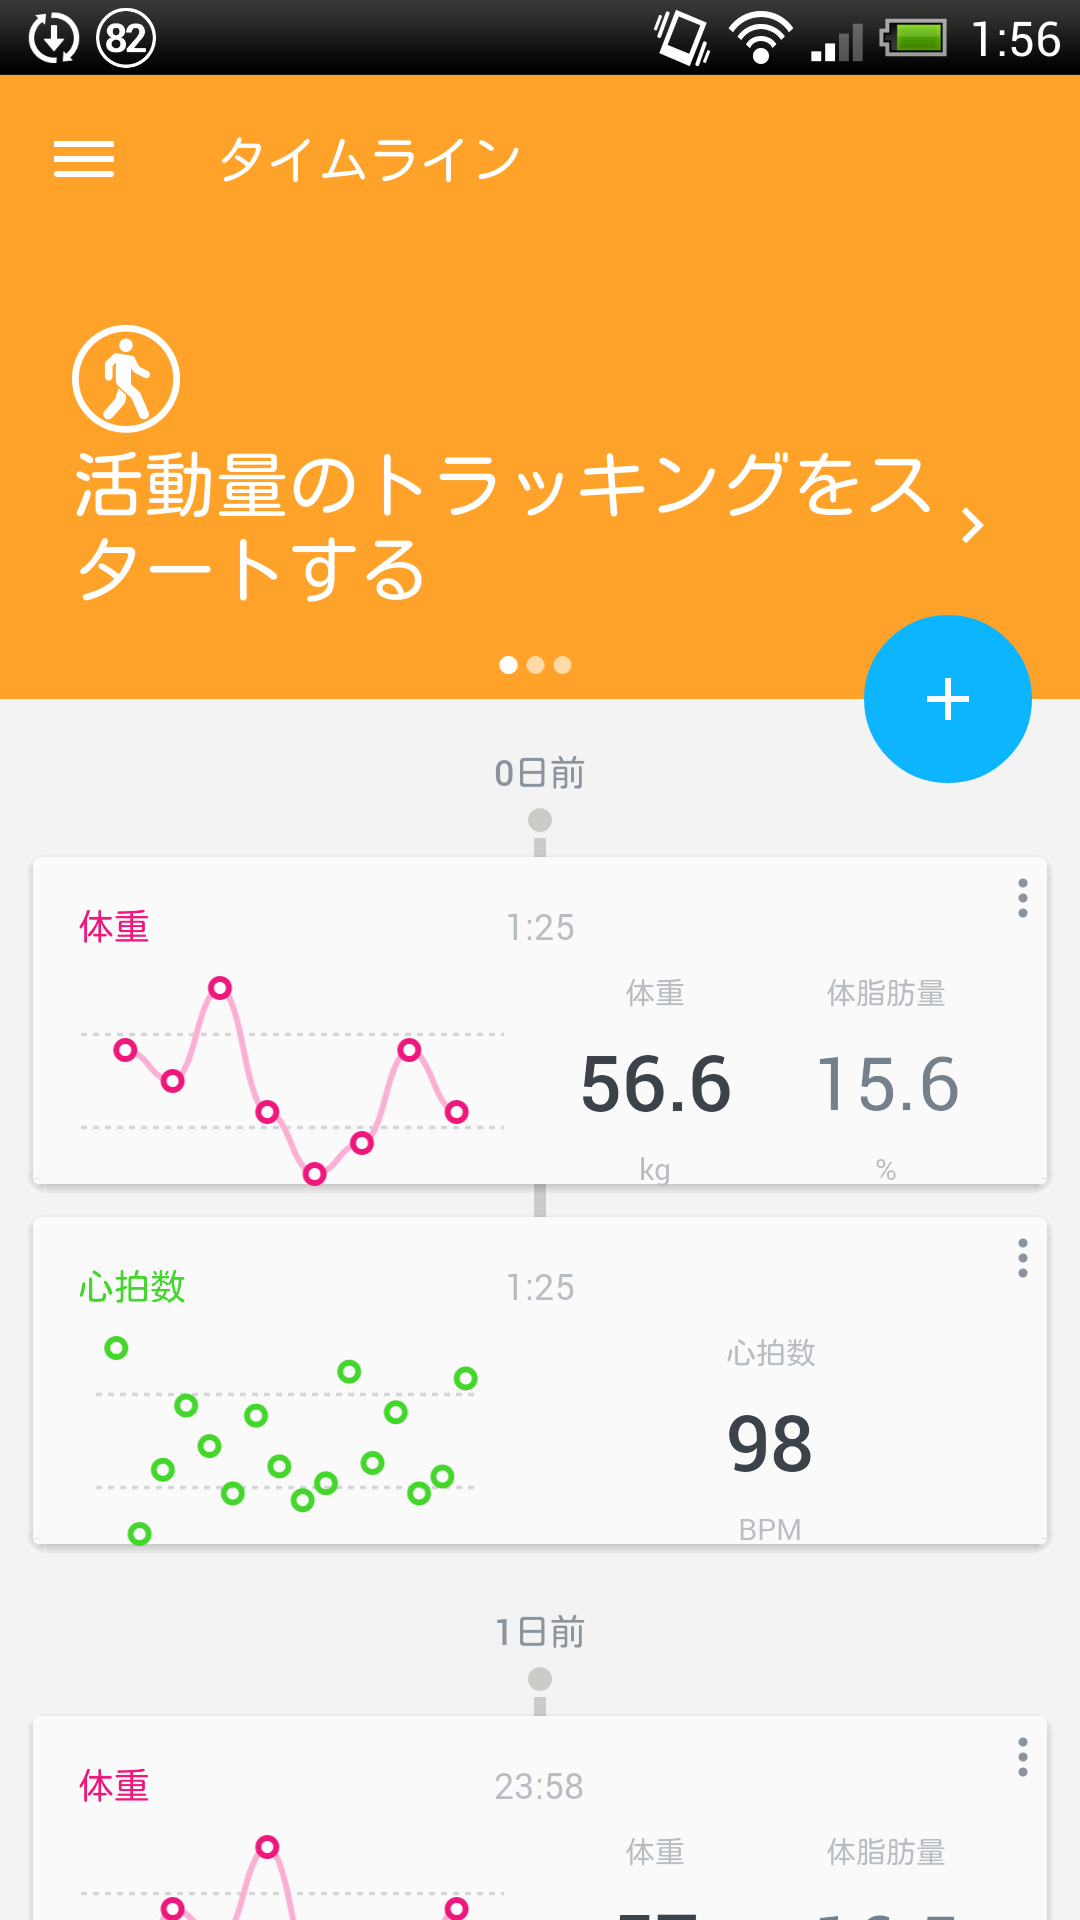 82
1:56
タイムライン
活動量のトラッキングをス
タートする
0日前
体重
1:25
体重 体脂肪量
56.6 15.6
kg %
心拍数
1:25
心拍数
98
BPM
1日前
体重
23:58
体重 体脂肪量